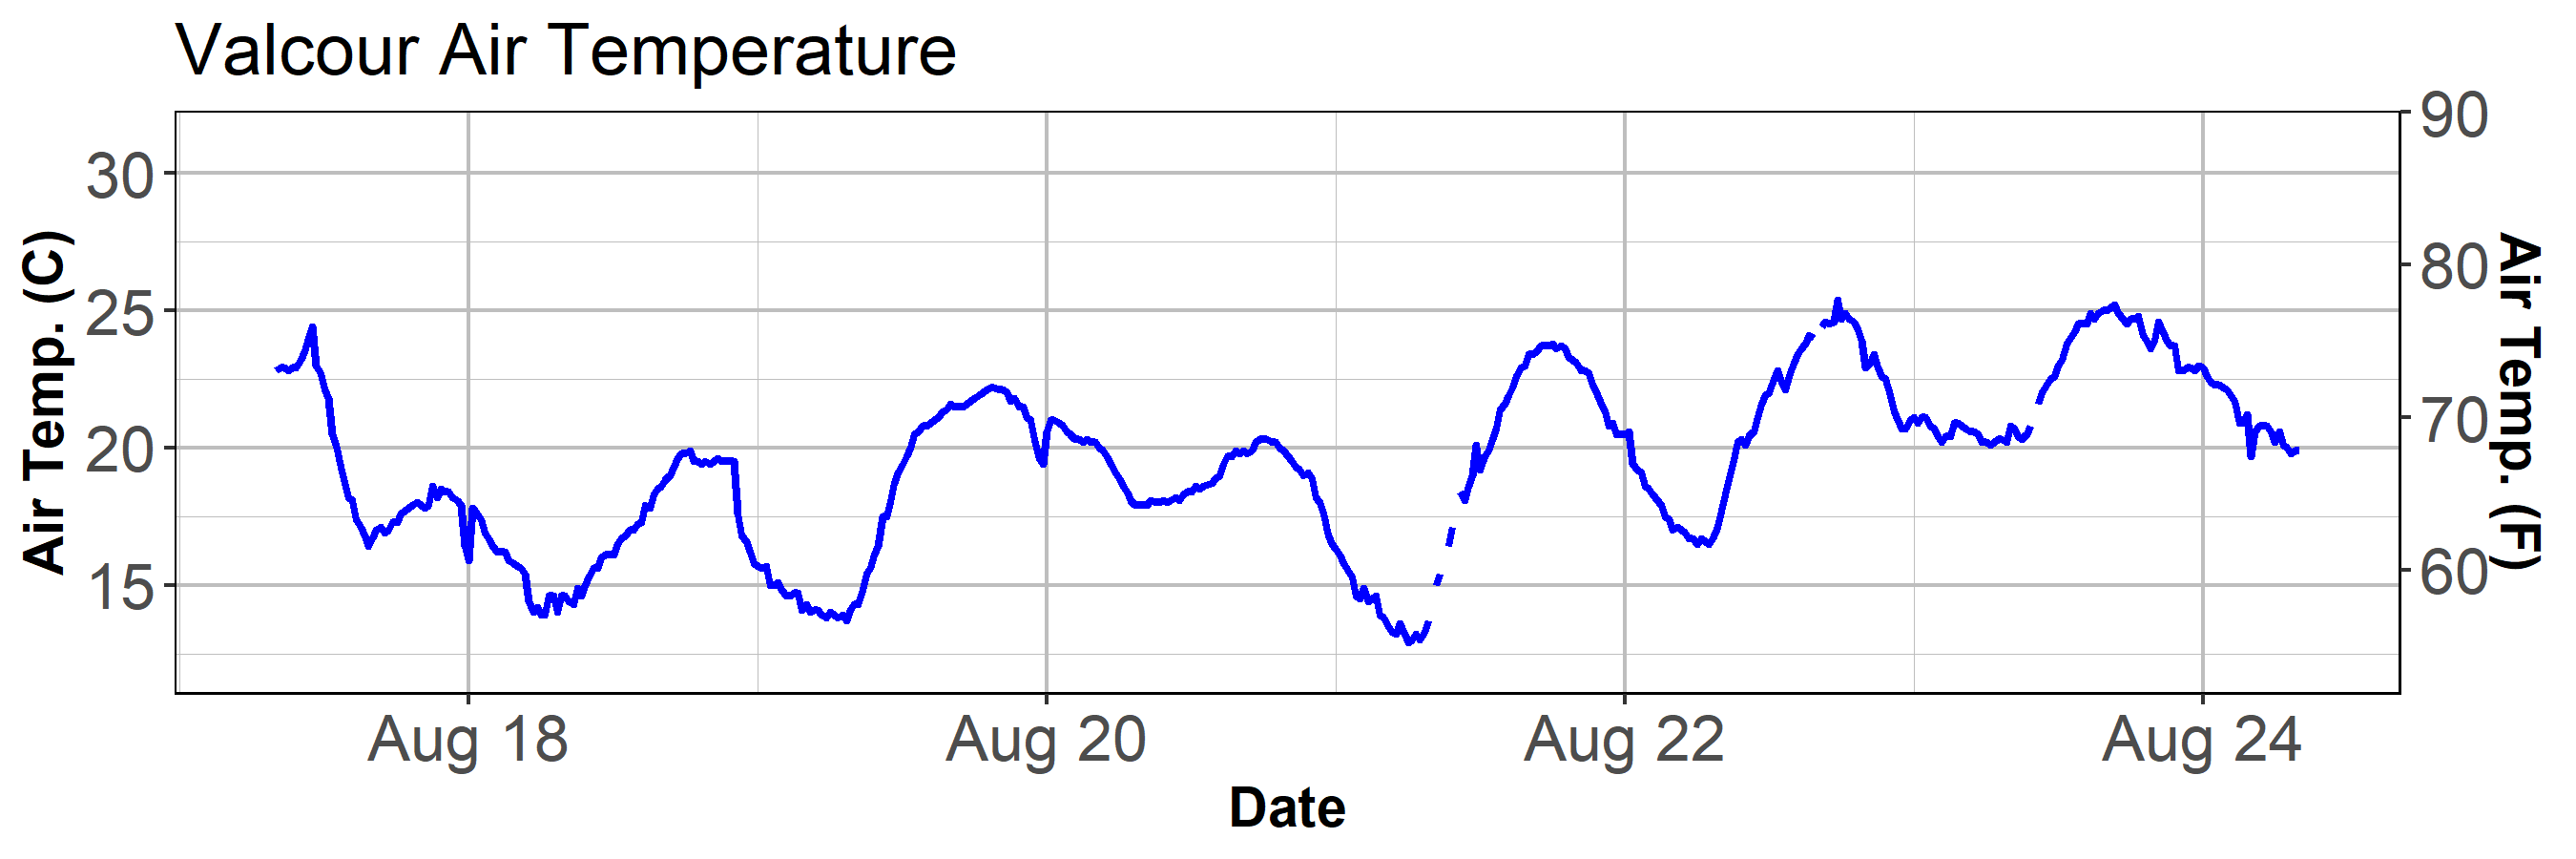 Valcour Air Temperature
Air Temp. (C)
30
25
20
15
90
80
70
60
Air Temp. (F)
Aug 18
Aug 20
Aug 22
Aug 24
Date